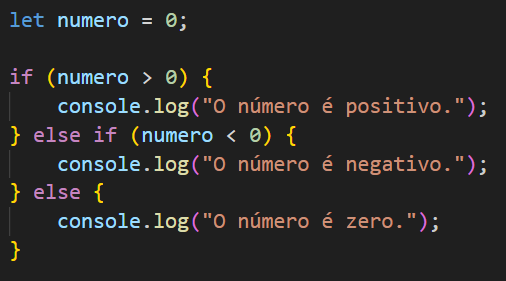 let numero = 0;

if (numero > 0) {
    console.log("O número é positivo.");
} else if (numero < 0) {
    console.log("O número é negativo.");
} else {
    console.log("O número é zero.");
}